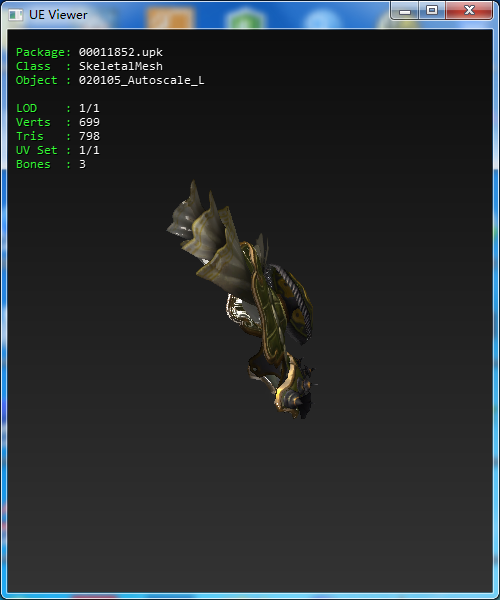 UE Viewer
Package: 00011852.upk
Class : SkeletalMesh
Object : 020105_Autoscale_L
LOD : 1/1
Verts : 699
Tris : 798
UV Set : 1/1
Bones : 3